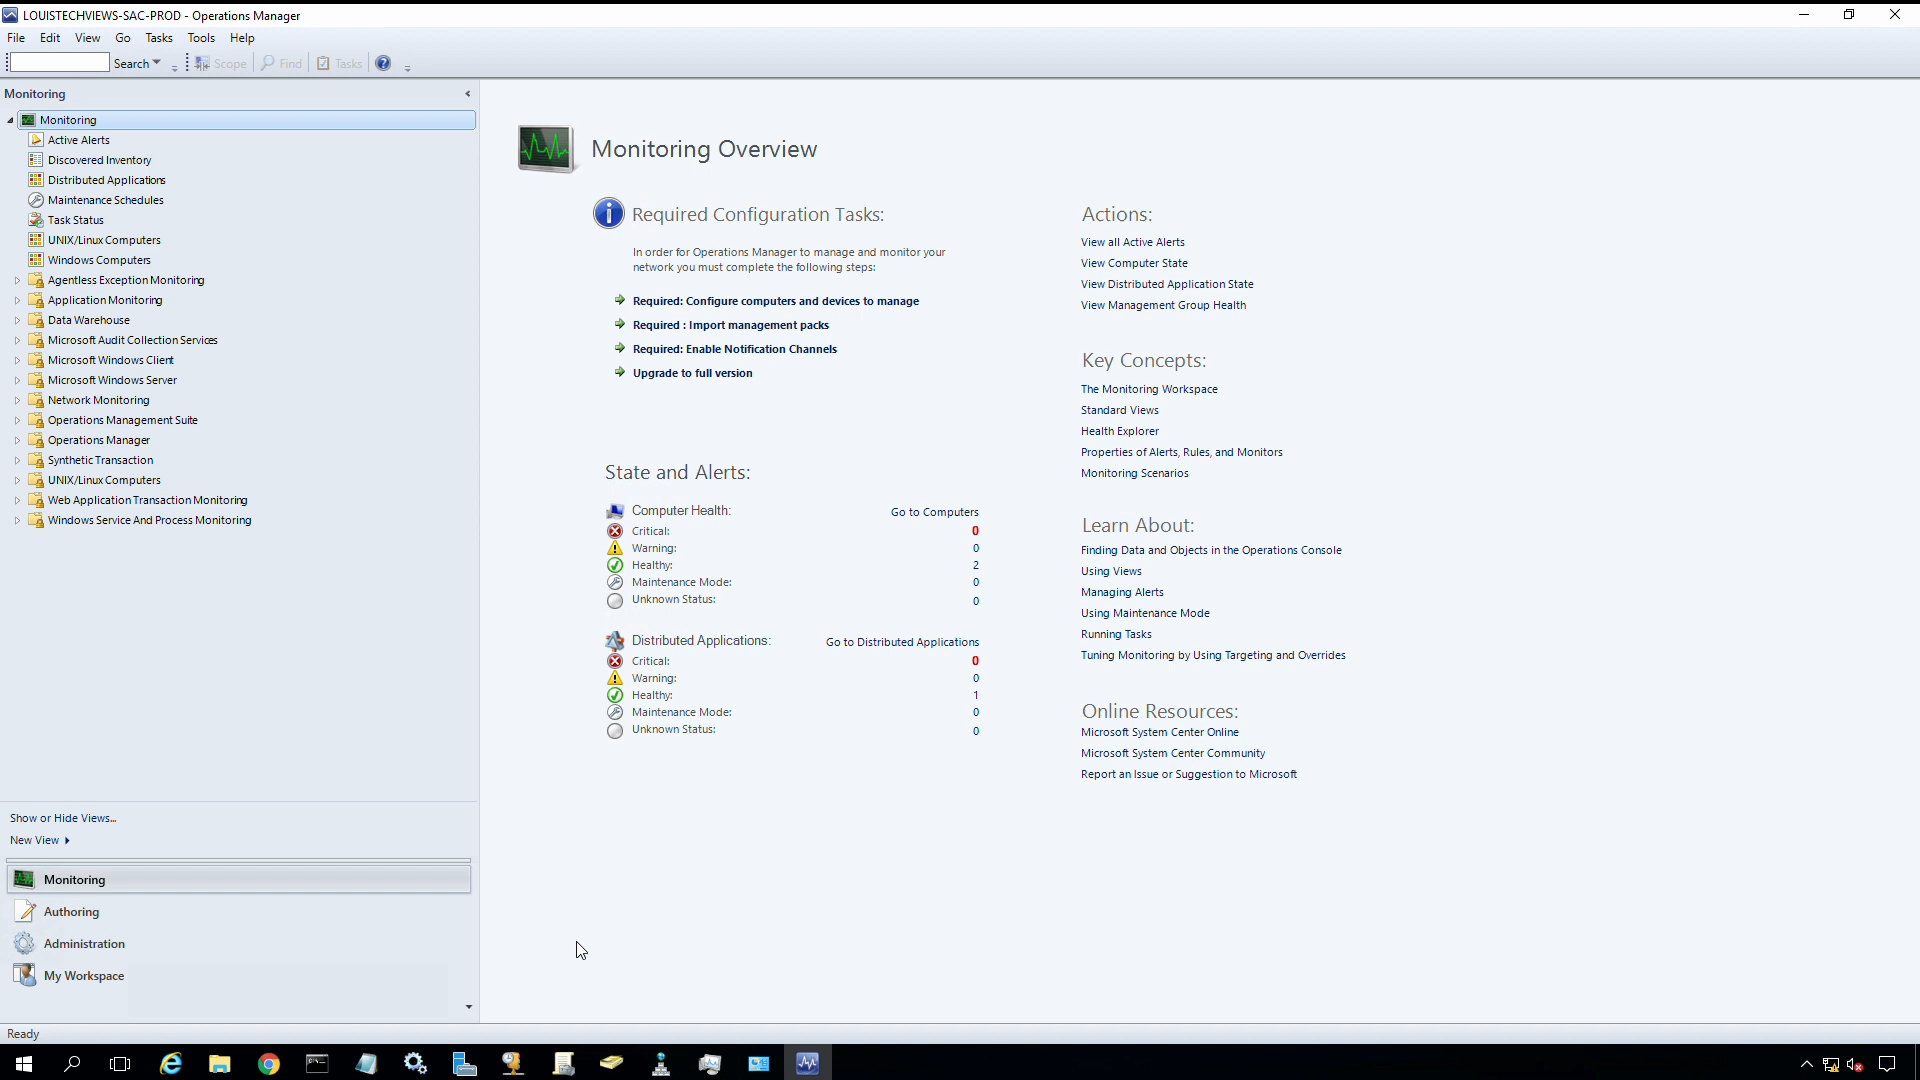 LOUISTECHVIEWS-SAC-PROD - Operations Manager
File Edit View Go Tasks Tools Help
Search Scope Find Tasks
Monitoring
Monitoring
Active Alerts
Discovered Inventory
Distributed Applications
Maintenance Schedules
Task Status
UNIX/Linux Computers
Windows Computers
Agentless Exception Monitoring
Application Monitoring
Data Warehouse
Microsoft Audit Collection Services
Microsoft Windows Client
Microsoft Windows Server
Network Monitoring
Operations Management Suite
Operations Manager
Synthetic Transaction
UNIX/Linux Computers
Web Application Transaction Monitoring
Windows Service And Process Monitoring
Show or Hide Views...
New View
Monitoring
Authoring
Administration
My Workspace
Monitoring Overview
Required Configuration Tasks:
In order for Operations Manager to manage and monitor your
network you must complete the following steps:
Required: Configure computers and devices to manage
Required : Import management packs
Required: Enable Notification Channels
Upgrade to full version
State and Alerts:
Computer Health: Go to Computers
Critical: 0
Warning: 0
Healthy: 2
Maintenance Mode: 0
Unknown Status: 0
Distributed Applications: Go to Distributed Applications
Critical: 0
Warning: 0
Healthy: 1
Maintenance Mode: 0
Unknown Status: 0
Actions:
View all Active Alerts
View Computer State
View Distributed Application State
View Management Group Health
Key Concepts:
The Monitoring Workspace
Standard Views
Health Explorer
Properties of Alerts, Rules, and Monitors
Monitoring Scenarios
Learn About:
Finding Data and Objects in the Operations Console
Using Views
Managing Alerts
Using Maintenance Mode
Running Tasks
Tuning Monitoring by Using Targeting and Overrides
Online Resources:
Microsoft System Center Online
Microsoft System Center Community
Report an Issue or Suggestion to Microsoft
Ready